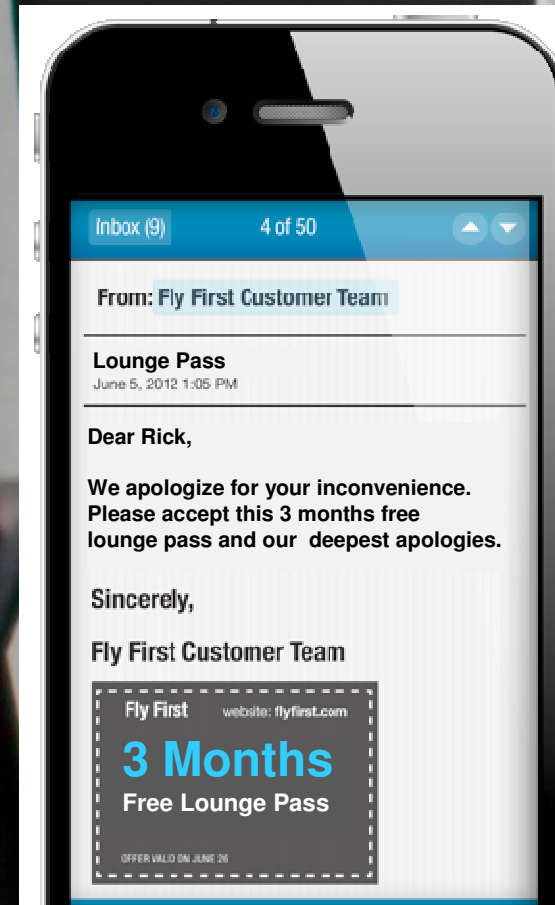 Inbox (9) 4 of 50
From: Fly First Customer Team
Lounge Pass
June 5, 2012 1:05 PM
Dear Rick,
We apologize for your inconvenience.
Please accept this 3 months free
lounge pass and our deepest apologies.
Sincerely,
Fly First Customer Team
Fly First website: flyfirst.com
3 Months
Free Lounge Pass
OFFER VALID ON JUNE 26